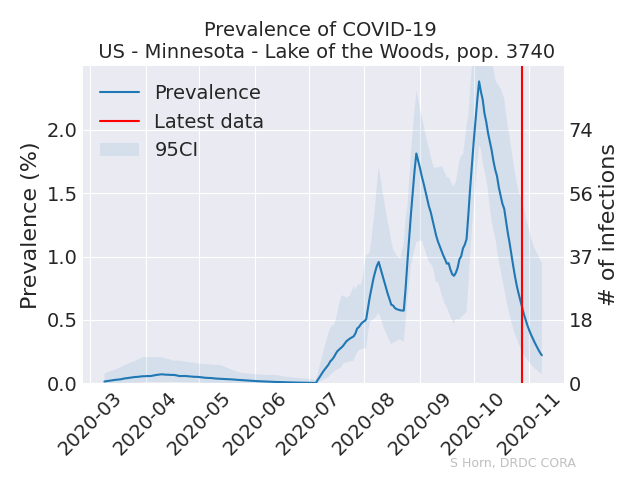 Prevalence of COVID-19
US - Minnesota - Lake of the Woods, pop. 3740
Prevalence
Latest data
95CI
Prevalence (%)
2.0
1.5
1.0
0.5
0.0
74
56
37
18
0
# of infections
2020-03
2020-04
2020-05
2020-06
2020-07
2020-08
2020-09
2020-10
2020-11
S Horn, DRDC CORA